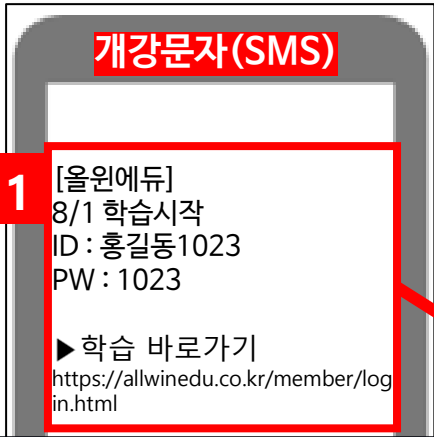 개강문자(SMS)
1
[올윈에듀]
8/1 학습시작
ID : 홍길동1023
PW : 1023
▶학습 바로가기
https://allwinedu.co.kr/member/log
in.html